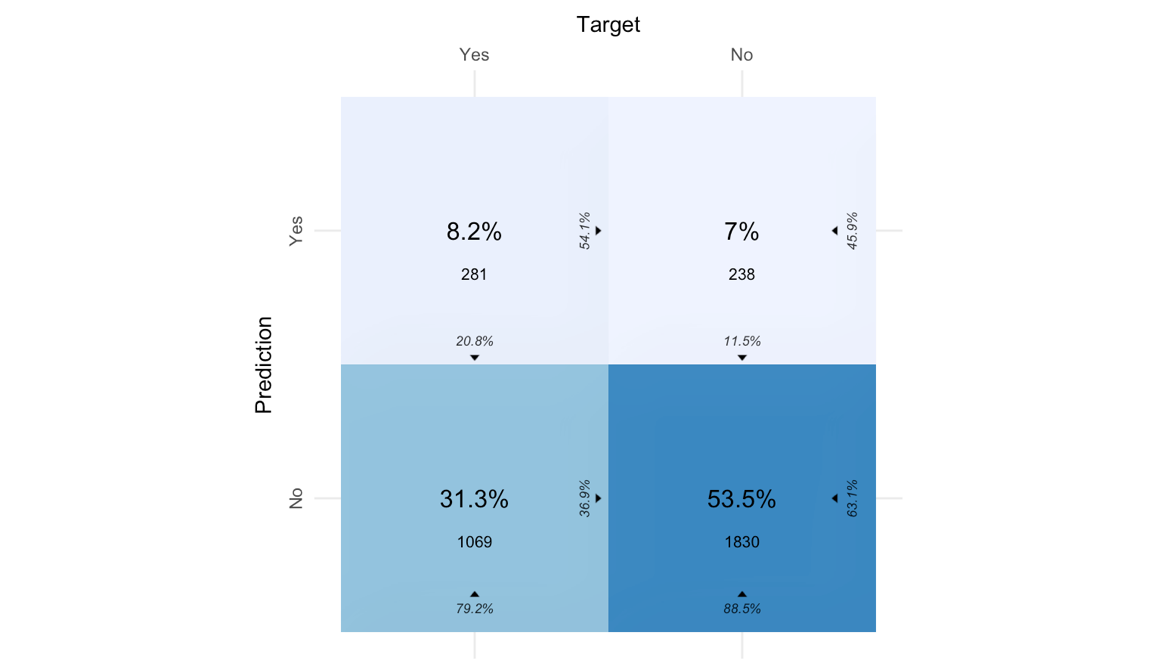 Target
Yes
No
Prediction
Yes
8.2%
281
20.8%
54.1%
7%
238
11.5%
45.9%
No
31.3%
1069
79.2%
36.9%
53.5%
1830
88.5%
63.1%